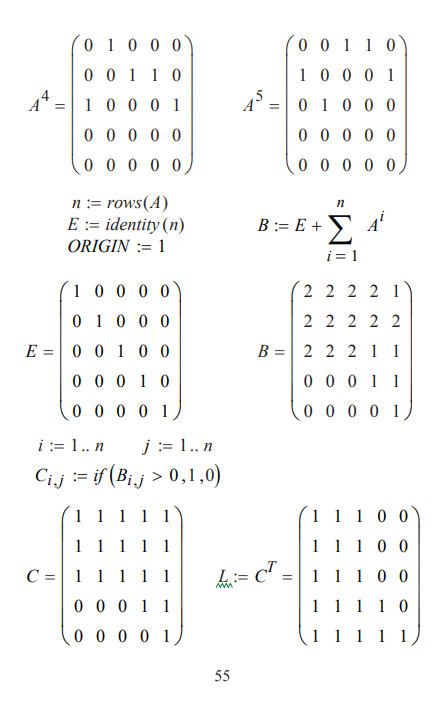 A^4 = ( 0 1 0 0 0 ) A^5 = ( 0 0 1 1 0 )
( 0 0 1 1 0 ) ( 1 0 0 0 1 )
( 1 0 0 0 1 ) ( 0 1 0 0 0 )
( 0 0 0 0 0 ) ( 0 0 0 0 0 )
( 0 0 0 0 0 ) ( 0 0 0 0 0 )
n := rows(A)
E := identity(n)
ORIGIN := 1
B := E + ∑_{i = 1}^{n} A^i
E = ( 1 0 0 0 0 ) B = ( 2 2 2 2 1 )
( 0 1 0 0 0 ) ( 2 2 2 2 2 )
( 0 0 1 0 0 ) ( 2 2 2 1 1 )
( 0 0 0 1 0 ) ( 0 0 0 1 1 )
( 0 0 0 0 1 ) ( 0 0 0 0 1 )
i := 1 .. n j := 1 .. n
C_{i,j} := if(B_{i,j} > 0,1,0)
C = ( 1 1 1 1 1 ) L := C^T = ( 1 1 1 0 0 )
( 1 1 1 1 1 ) ( 1 1 1 0 0 )
( 1 1 1 1 1 ) ( 1 1 1 0 0 )
( 0 0 0 1 1 ) ( 1 1 1 1 0 )
( 0 0 0 0 1 ) ( 1 1 1 1 1 )
55